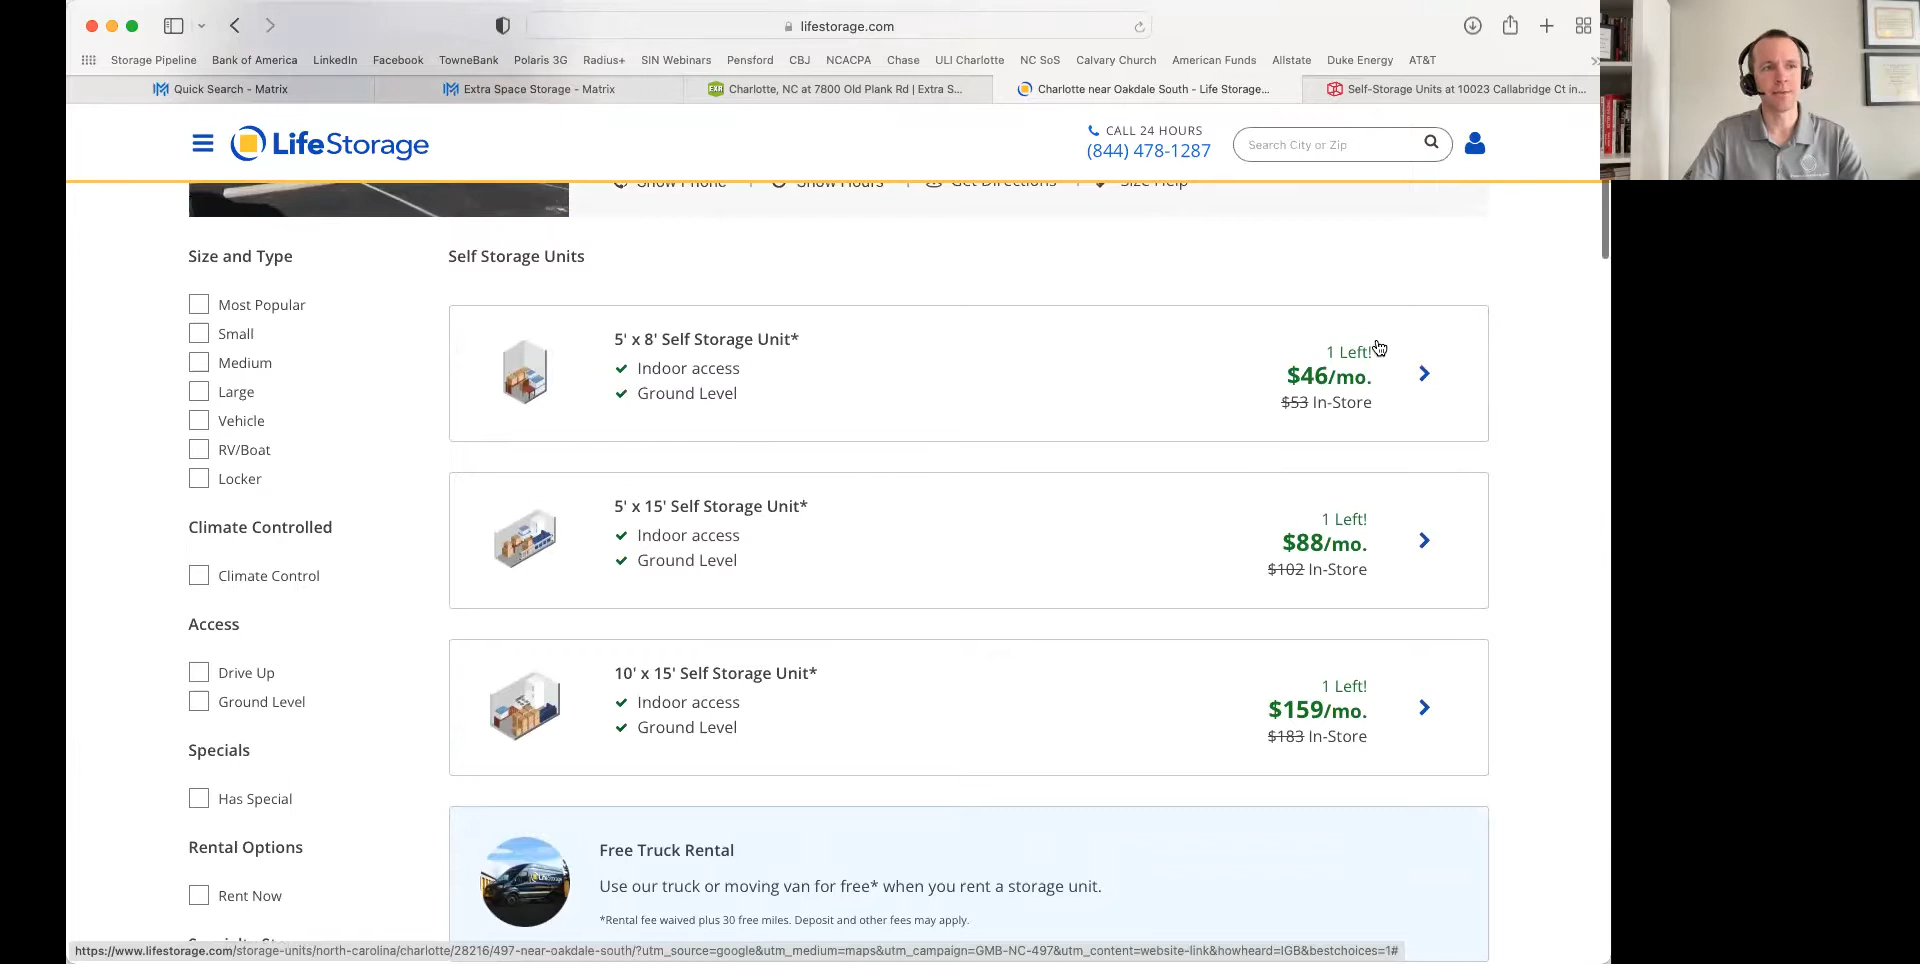 lifestorage.com
Storage Pipeline Bank of America LinkedIn Facebook TowneBank Polaris 3G Radius+ SIN Webinars Pensford CBJ NCACPA Chase ULI Charlotte NC SoS Calvary Church American Funds Allstate Duke Energy AT&T
Quick Search - Matrix
Extra Space Storage - Matrix
EXR Charlotte, NC at 7800 Old Plank Rd | Extra S...
Charlotte near Oakdale South - Life Storage...
Self-Storage Units at 10023 Callabridge Ct in...
LifeStorage
CALL 24 HOURS
(844) 478-1287
Search City or Zip
Show Phone | Show Hours | Get Directions | Size Help
Size and Type
Most Popular
Small
Medium
Large
Vehicle
RV/Boat
Locker
Climate Controlled
Climate Control
Access
Drive Up
Ground Level
Specials
Has Special
Rental Options
Rent Now
Self Storage Units
5' x 8' Self Storage Unit*
Indoor access
Ground Level
1 Left!
$46/mo.
$53 In-Store
5' x 15' Self Storage Unit*
Indoor access
Ground Level
1 Left!
$88/mo.
$102 In-Store
10' x 15' Self Storage Unit*
Indoor access
Ground Level
1 Left!
$159/mo.
$183 In-Store
Free Truck Rental
Use our truck or moving van for free* when you rent a storage unit.
*Rental fee waived plus 30 free miles. Deposit and other fees may apply.
https://www.lifestorage.com/storage-units/north-carolina/charlotte/28216/497-near-oakdale-south/?utm_source=google&utm_medium=maps&utm_campaign=GMB-NC-497&utm_content=website-link&howheard=IGB&bestchoices=1#